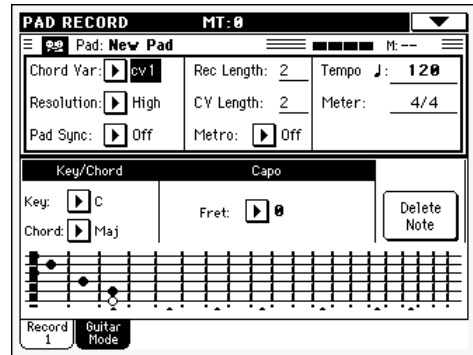 PAD RECORD MT:0
Pad: New Pad M:--
Chord Var: cv1 Rec Length: 2 Tempo ♩: 120
Resolution: High CV Length: 2 Meter: 4/4
Pad Sync: Off Metro: Off
Key/Chord Capo
Key: C
Fret: 0
Chord: Maj
Delete
Note
Record
1
Guitar
Mode